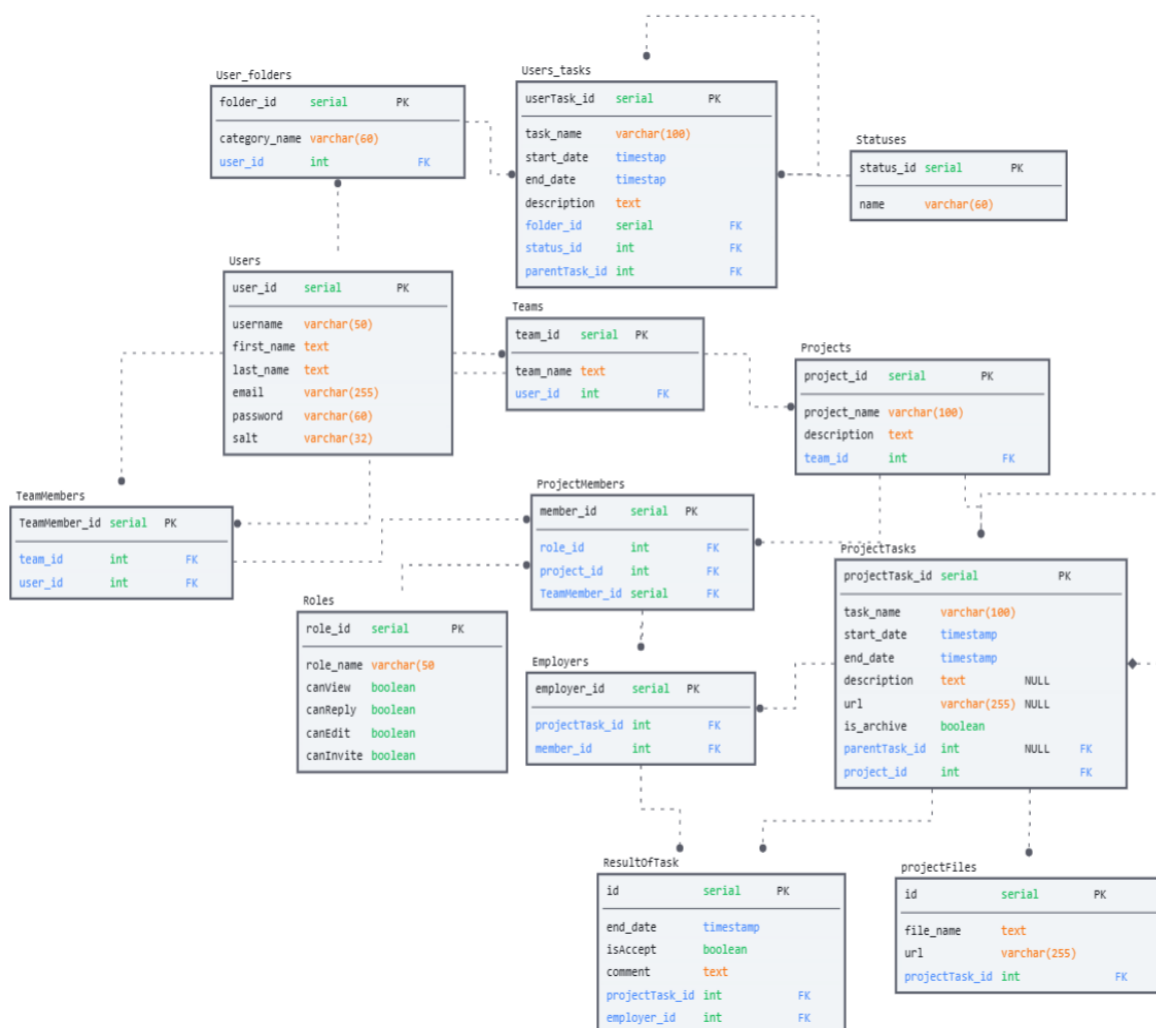 User_folders
folder_id serial PK
category_name varchar(60)
user_id int FK
Users_tasks
userTask_id serial PK
task_name varchar(100)
start_date timestap
end_date timestap
description text
folder_id serial FK
status_id int FK
parentTask_id int FK
Statuses
status_id serial PK
name varchar(60)
Users
user_id serial PK
username varchar(50)
first_name text
last_name text
email varchar(255)
password varchar(60)
salt varchar(32)
Teams
team_id serial PK
team_name text
user_id int FK
Projects
project_id serial PK
project_name varchar(100)
description text
team_id int FK
TeamMembers
TeamMember_id serial PK
team_id int FK
user_id int FK
ProjectMembers
member_id serial PK
role_id int FK
project_id int FK
TeamMember_id serial FK
Roles
role_id serial PK
role_name varchar(50
canView boolean
canReply boolean
canEdit boolean
canInvite boolean
Employers
employer_id serial PK
projectTask_id int FK
member_id int FK
ProjectTasks
projectTask_id serial PK
task_name varchar(100)
start_date timestamp
end_date timestamp
description text NULL
url varchar(255) NULL
is_archive boolean
parentTask_id int NULL FK
project_id int FK
ResultOfTask
id serial PK
end_date timestamp
isAccept boolean
comment text
projectTask_id int FK
employer_id int FK
projectFiles
id serial PK
file_name text
url varchar(255)
projectTask_id int FK